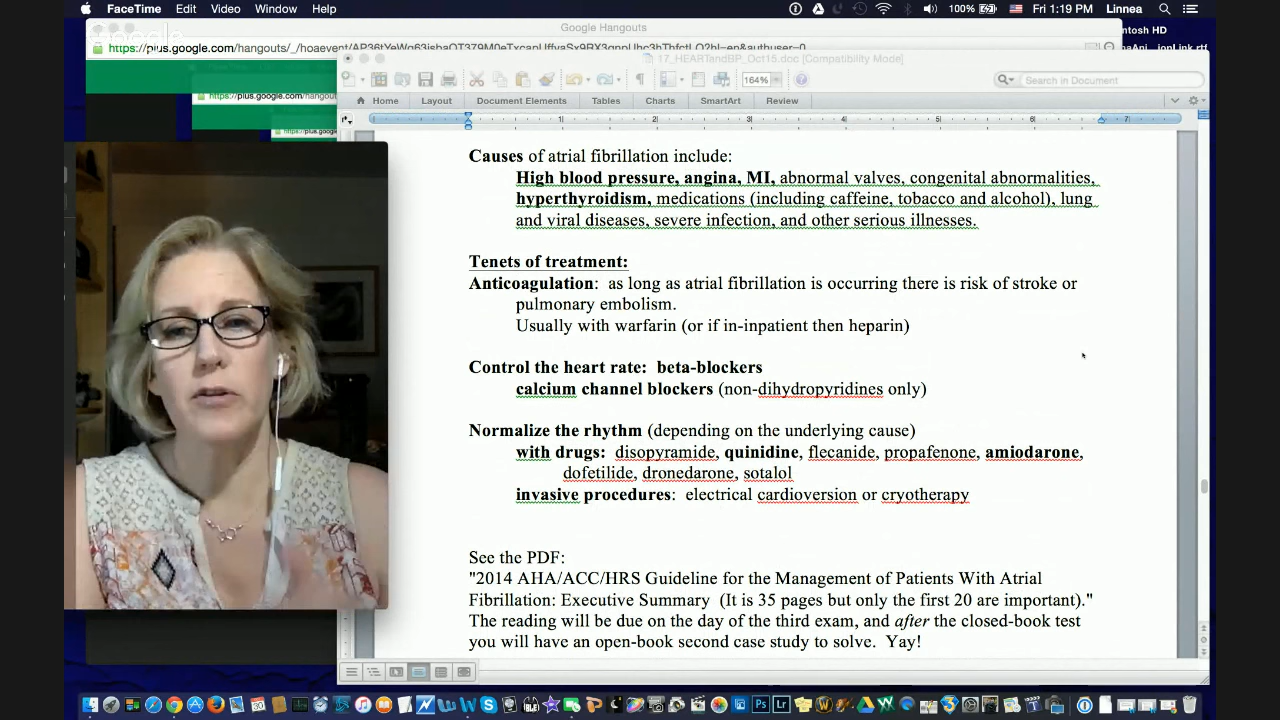 FaceTime Edit Video Window Help 100% Fri 1:19 PM Linnea
Google Hangouts
17_HEARTandBP_Oct15.doc [Compatibility Mode]
164%
Search in Document
Home Layout Document Elements Tables Charts SmartArt Review
Causes of atrial fibrillation include:
High blood pressure, angina, MI, abnormal valves, congenital abnormalities,
hyperthyroidism, medications (including caffeine, tobacco and alcohol), lung
and viral diseases, severe infection, and other serious illnesses.
Tenets of treatment:
Anticoagulation: as long as atrial fibrillation is occurring there is risk of stroke or
pulmonary embolism.
Usually with warfarin (or if in-inpatient then heparin)
Control the heart rate: beta-blockers
calcium channel blockers (non-dihydropyridines only)
Normalize the rhythm (depending on the underlying cause)
with drugs: disopyramide, quinidine, flecanide, propafenone, amiodarone,
dofetilide, dronedarone, sotalol
invasive procedures: electrical cardioversion or cryotherapy
See the PDF:
"2014 AHA/ACC/HRS Guideline for the Management of Patients With Atrial
Fibrillation: Executive Summary (It is 35 pages but only the first 20 are important)."
The reading will be due on the day of the third exam, and after the closed-book test
you will have an open-book second case study to solve. Yay!